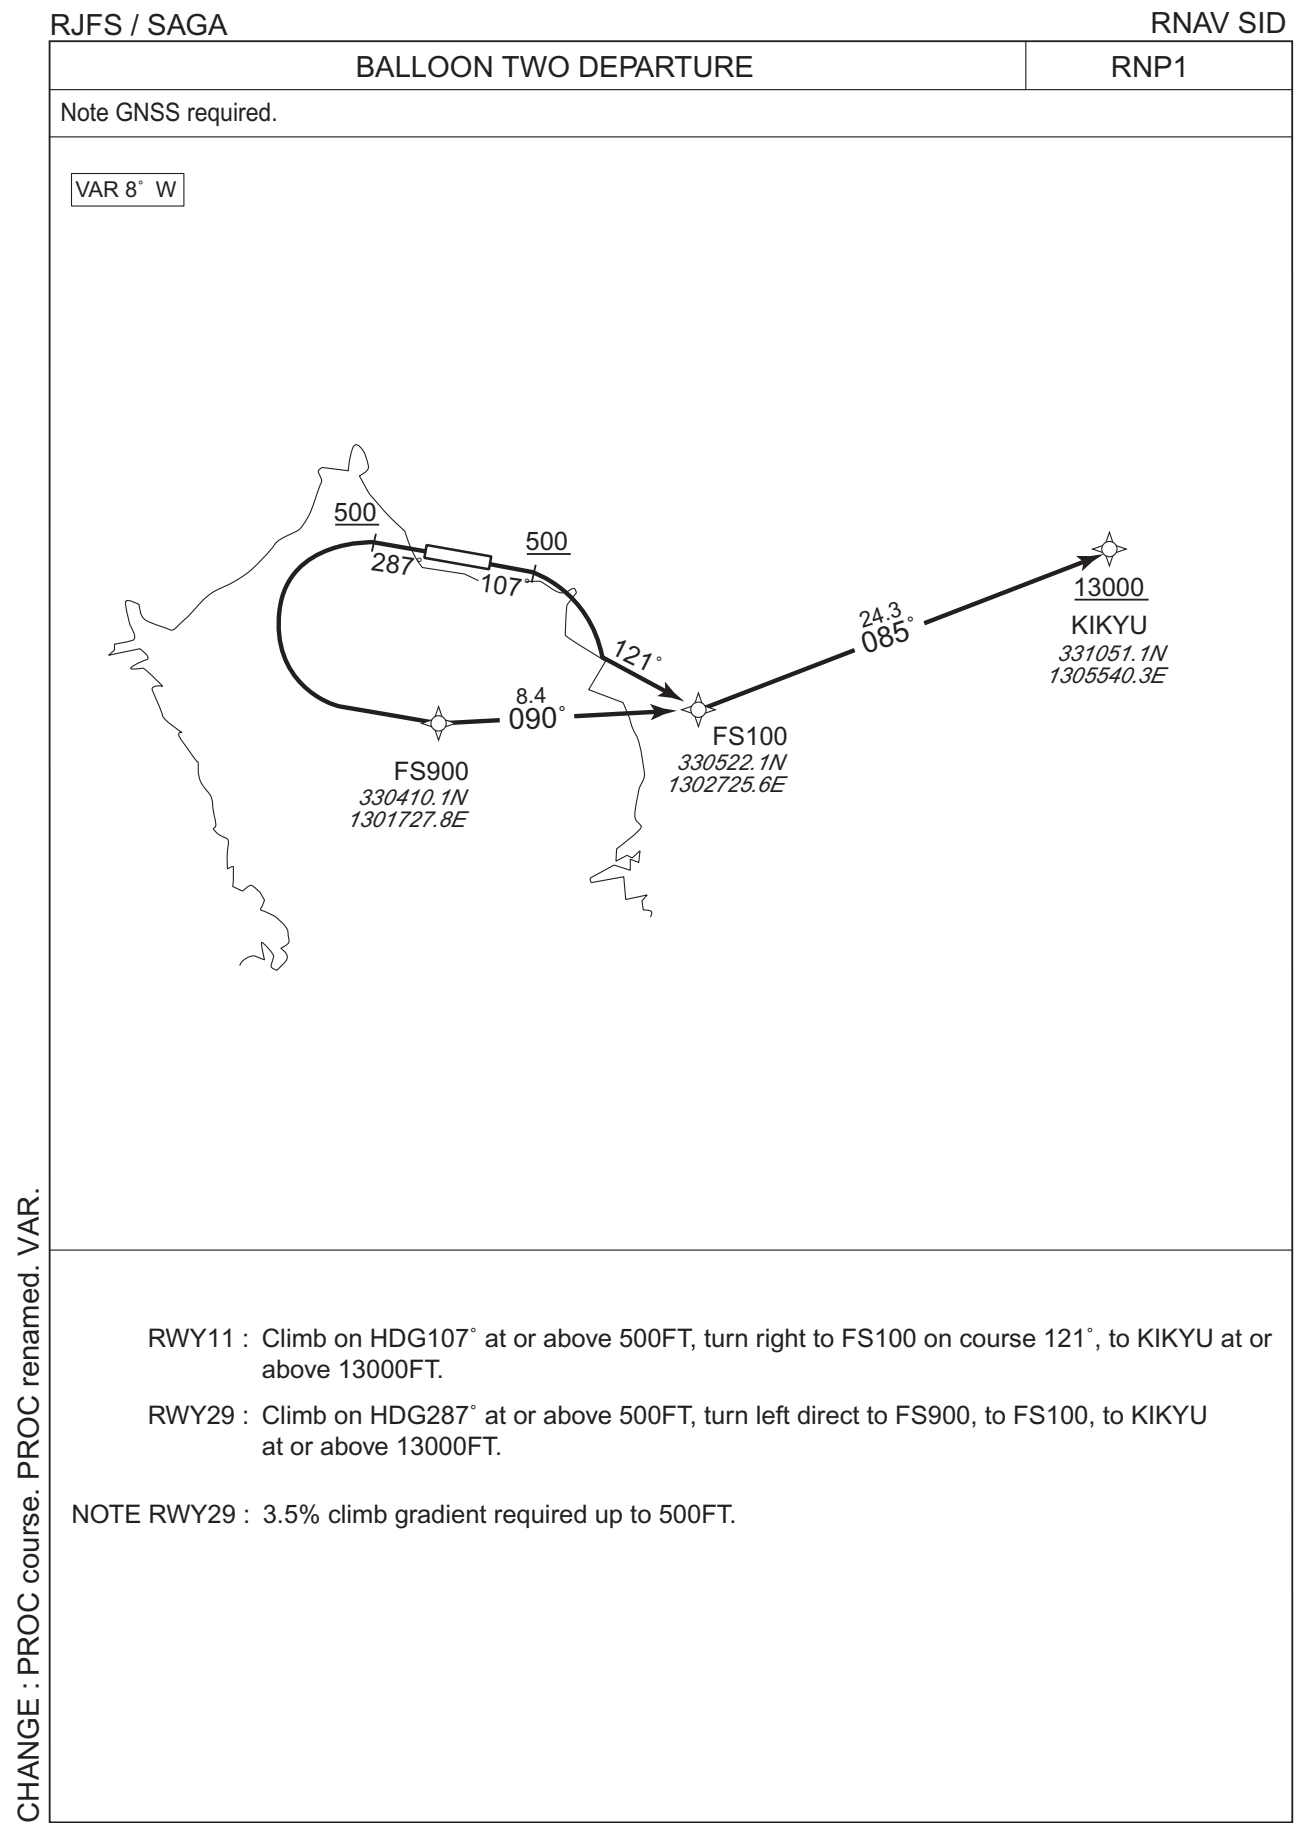 RJFS / SAGA
RNAV SID
BALLOON TWO DEPARTURE
RNP1
Note GNSS required.
VAR 8˚ W
500
287˚
500
107˚
121˚
8.4
090˚
24.3
085˚
13000
KIKYU
331051.1N
1305540.3E
FS100
330522.1N
1302725.6E
FS900
330410.1N
1301727.8E
RWY11 : Climb on HDG107˚ at or above 500FT, turn right to FS100 on course 121˚, to KIKYU at or
above 13000FT.
RWY29 : Climb on HDG287˚ at or above 500FT, turn left direct to FS900, to FS100, to KIKYU
at or above 13000FT.
NOTE RWY29 : 3.5% climb gradient required up to 500FT.
CHANGE : PROC course. PROC renamed. VAR.